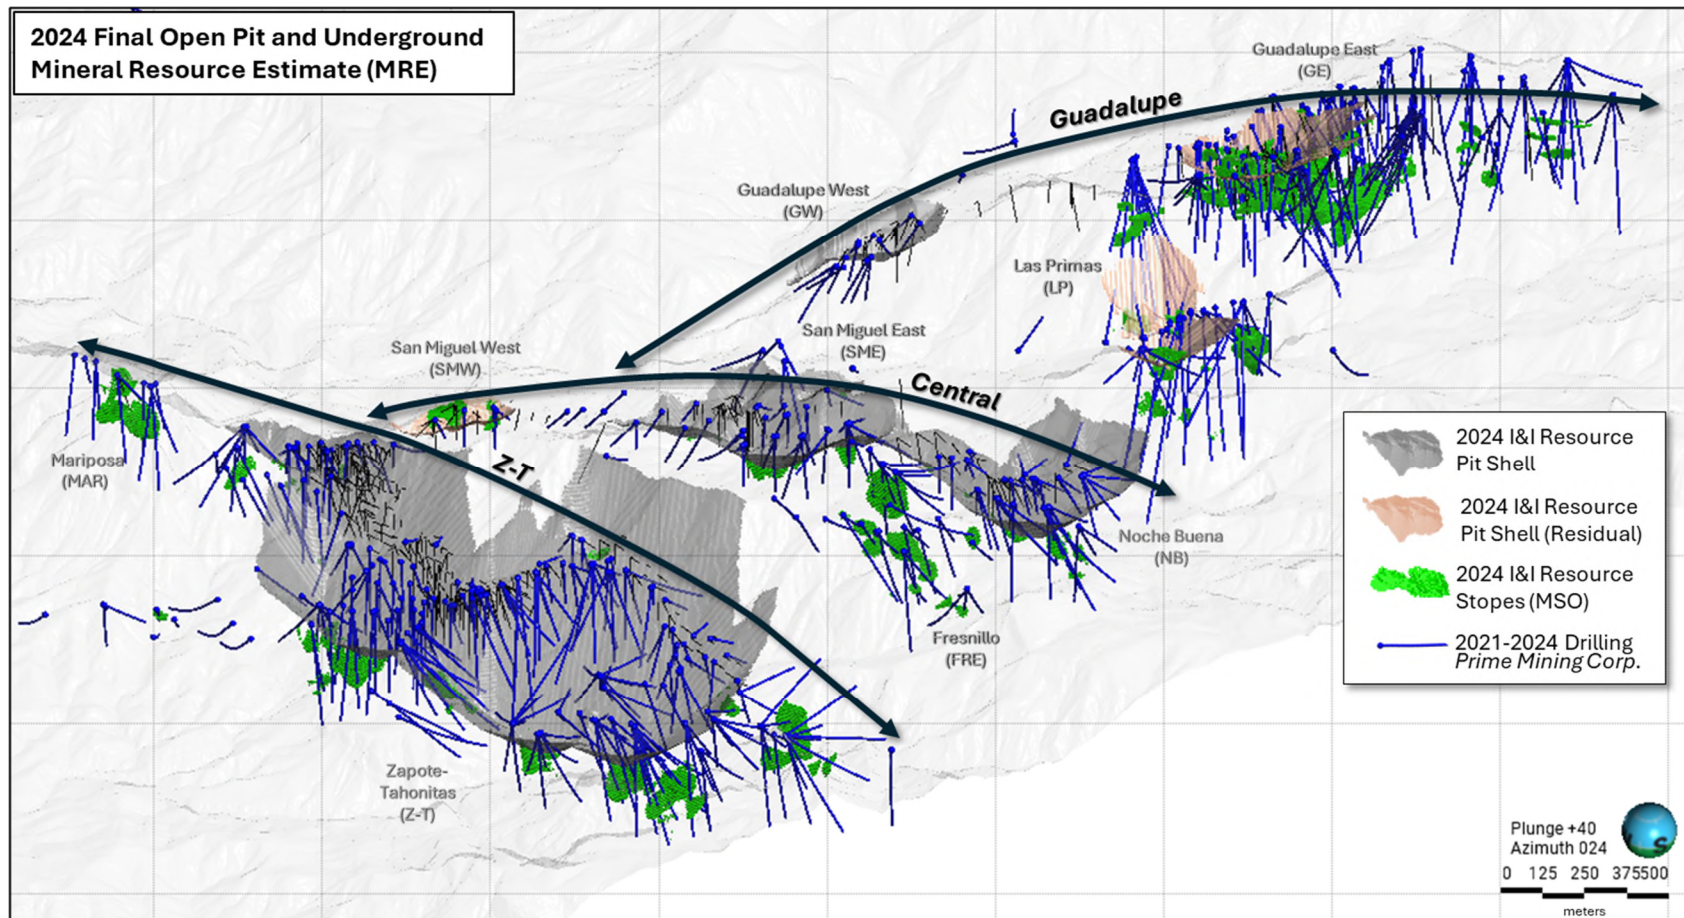 2024 Final Open Pit and Underground
Mineral Resource Estimate (MRE)
Guadalupe East
(GE)
Guadalupe
Guadalupe West
(GW)
Las Primas
(LP)
San Miguel East
(SME)
San Miguel West
(SMW)
Central
Z-T
Mariposa
(MAR)
Noche Buena
(NB)
Fresnillo
(FRE)
Zapote-
Tahonitas
(Z-T)
2024 I&I Resource
Pit Shell
2024 I&I Resource
Pit Shell (Residual)
2024 I&I Resource
Stopes (MSO)
2021-2024 Drilling
Prime Mining Corp.
Plunge +40
Azimuth 024
S
0 125 250 375 500
meters